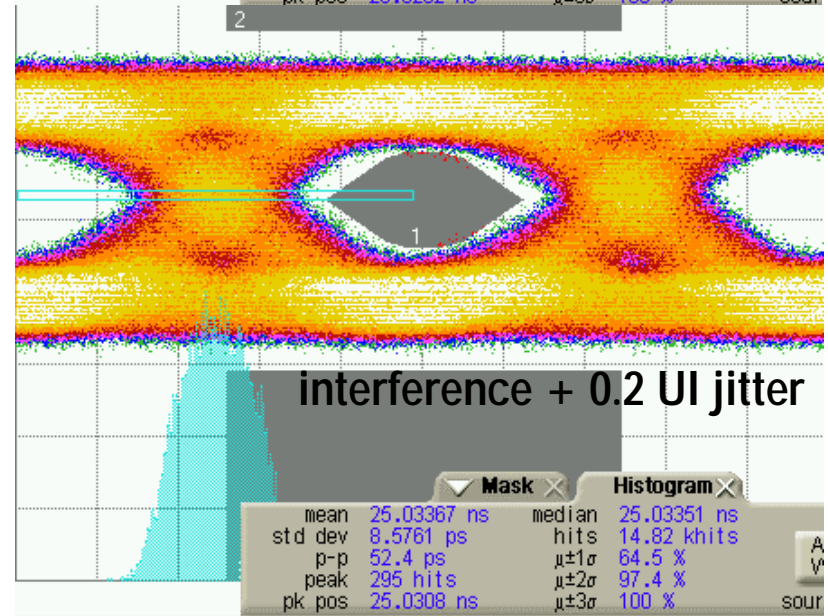 2
1
interference + 0.2 UI jitter
Mask Histogram
mean 25.03367 ns median 25.03351 ns
std dev 8.5761 ps hits 14.82 khits
p-p 52.4 ps µ±1σ 64.5 %
peak 295 hits µ±2σ 97.4 %
pk pos 25.0308 ns µ±3σ 100 % sour